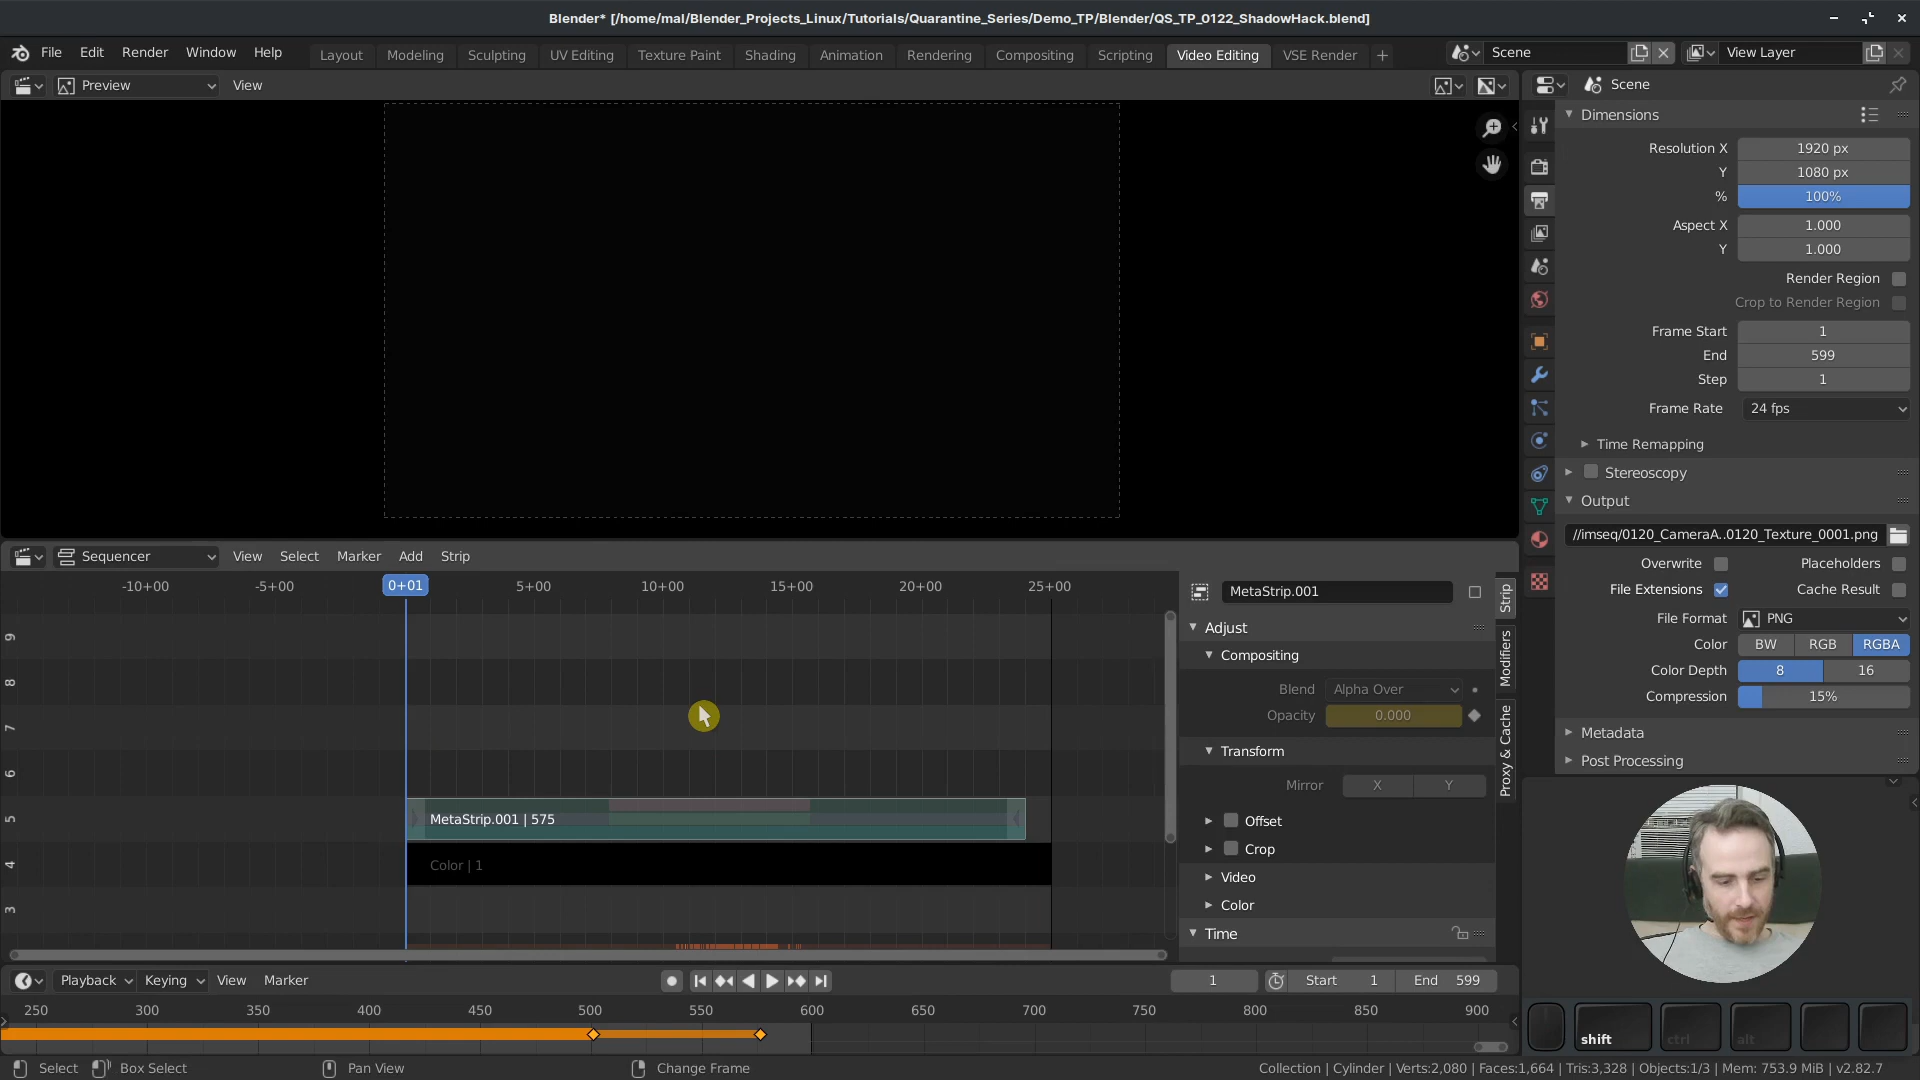 Blender* [/home/mal/Blender_Projects_Linux/Tutorials/Quarantine_Series/Demo_TP/Blender/QS_TP_0122_ShadowHack.blend]
File Edit Render Window Help Layout Modeling Sculpting UV Editing Texture Paint Shading Animation Rendering Compositing Scripting Video Editing VSE Render + Scene View Layer
Preview View
Scene
Dimensions
Resolution X 1920 px
Y 1080 px
% 100%
Aspect X 1.000
Y 1.000
Render Region
Crop to Render Region
Frame Start 1
End 599
Step 1
Frame Rate 24 fps
Time Remapping
Stereoscopy
Output
//imseq/0120_CameraA..0120_Texture_0001.png
Overwrite Placeholders
File Extensions Cache Result
File Format PNG
Color BW RGB RGBA
Color Depth 8 16
Compression 15%
Metadata
Post Processing
Sequencer View Select Marker Add Strip
-10+00 -5+00 0+01 5+00 10+00 15+00 20+00 25+00
9
8
7
6
5
4
3
MetaStrip.001 | 575
Color | 1
MetaStrip.001
Adjust
Compositing
Blend Alpha Over
Opacity 0.000
Transform
Mirror X Y
Offset
Crop
Video
Color
Time
Strip
Modifiers
Proxy & Cache
Playback Keying View Marker 1 Start 1 End 599
250 300 350 400 450 500 550 600 650 700 750 800 850 900
shift ctrl alt
Select Box Select Pan View Change Frame Collection | Cylinder | Verts:2,080 | Faces:1,664 | Tris:3,328 | Objects:1/3 | Mem: 753.9 MiB | v2.82.7